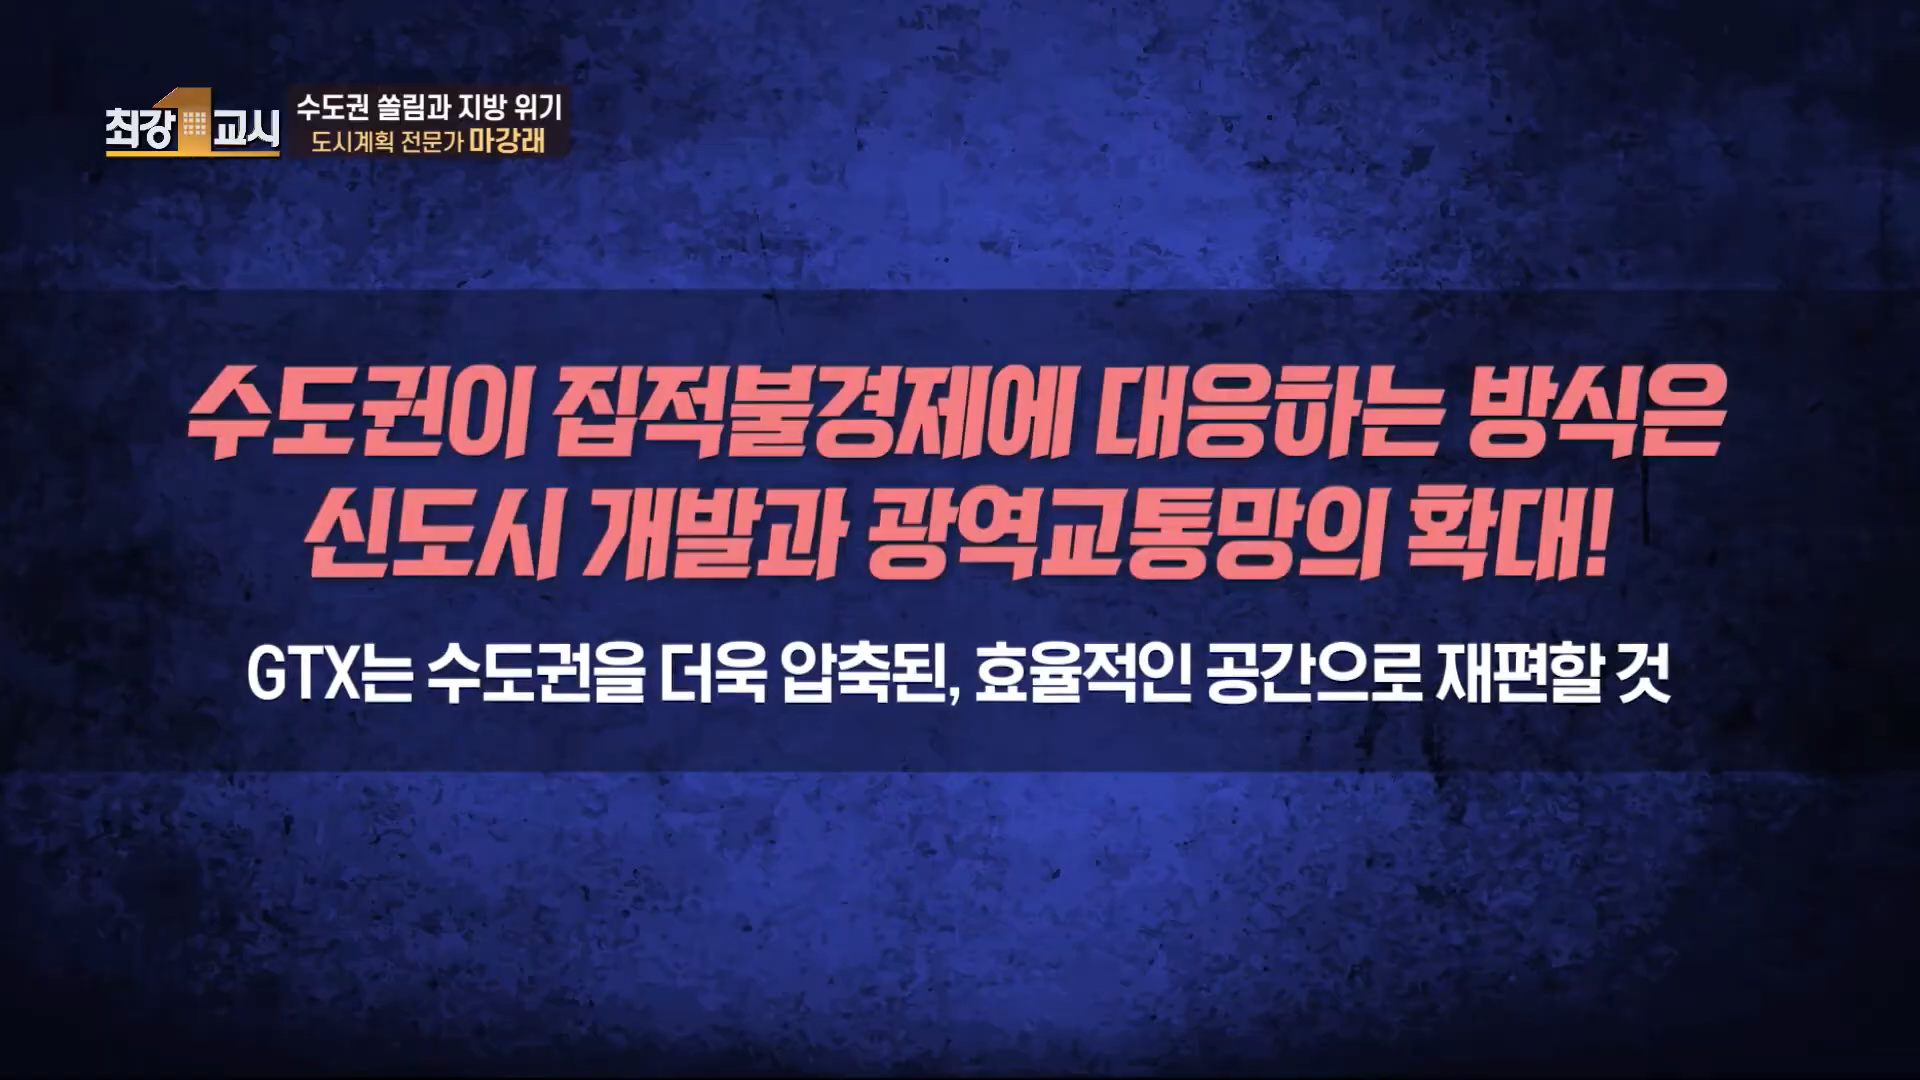 최강1교시
수도권 쏠림과 지방 위기
도시계획 전문가 마강래
수도권이 집적불경제에 대응하는 방식은
신도시 개발과 광역교통망의 확대!
GTX는 수도권을 더욱 압축된, 효율적인 공간으로 재편할 것